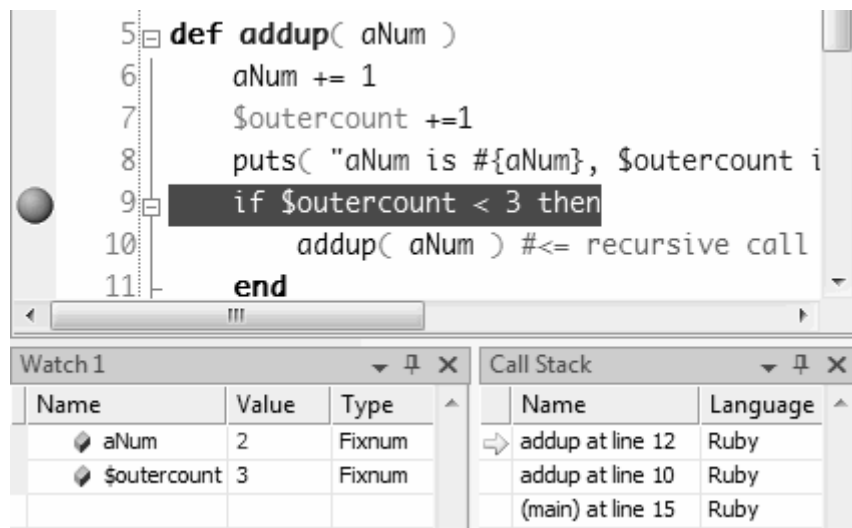 5 def addup( aNum )
6 aNum += 1
7 $outercount +=1
8 puts( "aNum is #{aNum}, $outercount i
9 if $outercount < 3 then
10 addup( aNum ) #<= recursive call
11 end
Watch 1
Name Value Type
aNum 2 Fixnum
$outercount 3 Fixnum
Call Stack
Name Language
addup at line 12 Ruby
addup at line 10 Ruby
(main) at line 15 Ruby